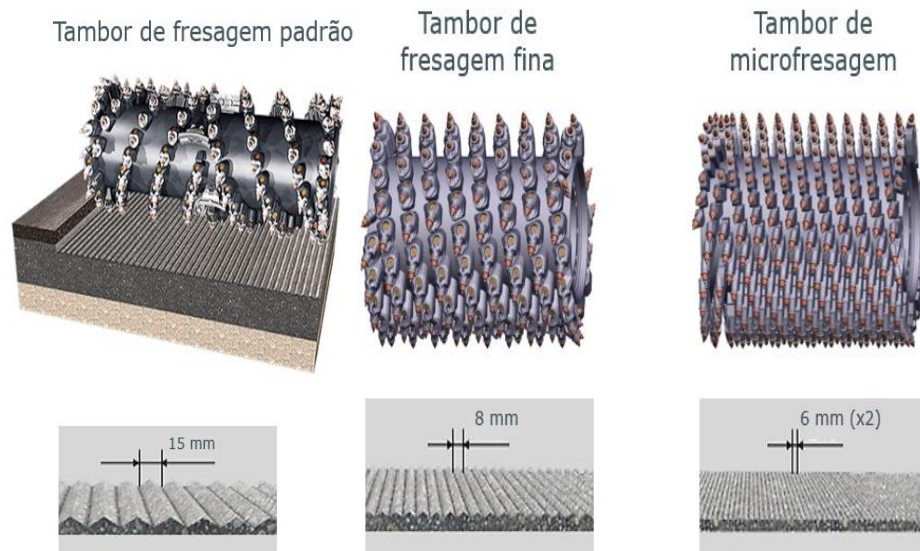 Tambor de fresagem padrão
Tambor de
fresagem fina
Tambor de
microfresagem
15 mm
8 mm
6 mm (x2)